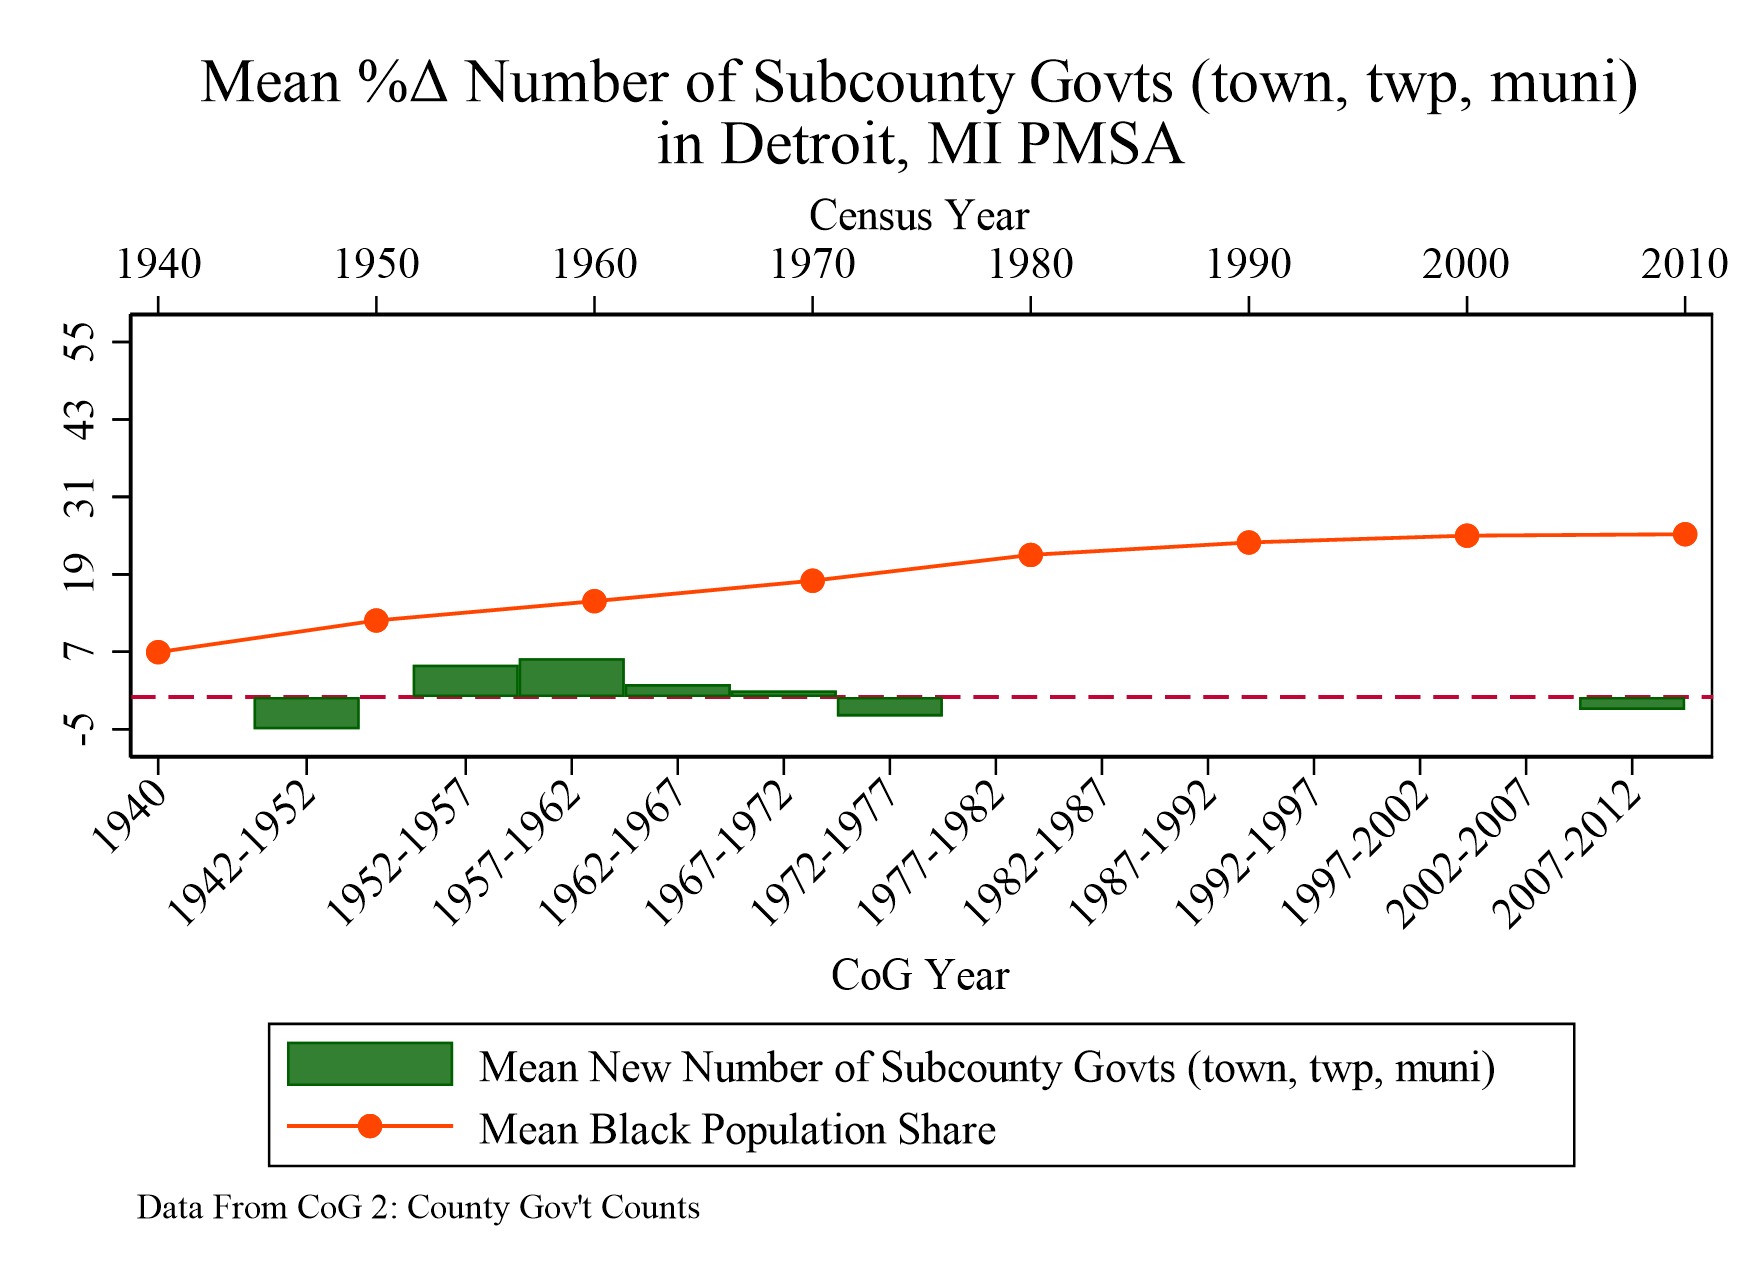 Mean %Δ Number of Subcounty Govts (town, twp, muni)
in Detroit, MI PMSA
Census Year
1940 1950 1960 1970 1980 1990 2000 2010
55
43
31
19
7
-5
1940 1942-1952 1952-1957 1957-1962 1962-1967 1967-1972 1972-1977 1977-1982 1982-1987 1987-1992 1992-1997 1997-2002 2002-2007 2007-2012
CoG Year
Mean New Number of Subcounty Govts (town, twp, muni)
Mean Black Population Share
Data From CoG 2: County Gov't Counts